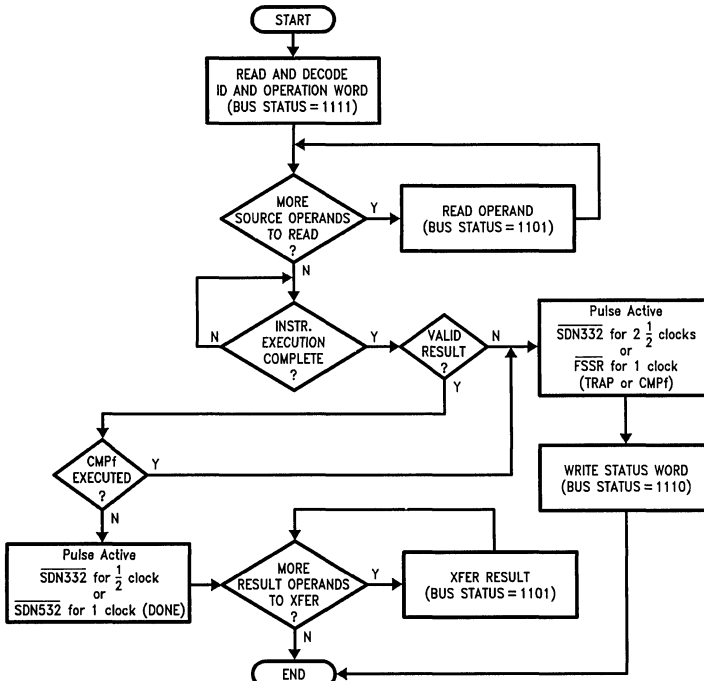 START
READ AND DECODE
ID AND OPERATION WORD
(BUS STATUS = 1111)
MORE
SOURCE OPERANDS
TO READ
?
Y
READ OPERAND
(BUS STATUS = 1101)
N
INSTR.
EXECUTION
COMPLETE
?
N
Y
VALID
RESULT
?
N
Y
Pulse Active
SDN332 for 2 1/2 clocks
or
FSSR for 1 clock
(TRAP or CMPf)
CMPf
EXECUTED
?
Y
N
WRITE STATUS WORD
(BUS STATUS = 1110)
Pulse Active
SDN332 for 1/2 clock
or
SDN532 for 1 clock (DONE)
MORE
RESULT OPERANDS
TO XFER
?
Y
XFER RESULT
(BUS STATUS = 1101)
N
END